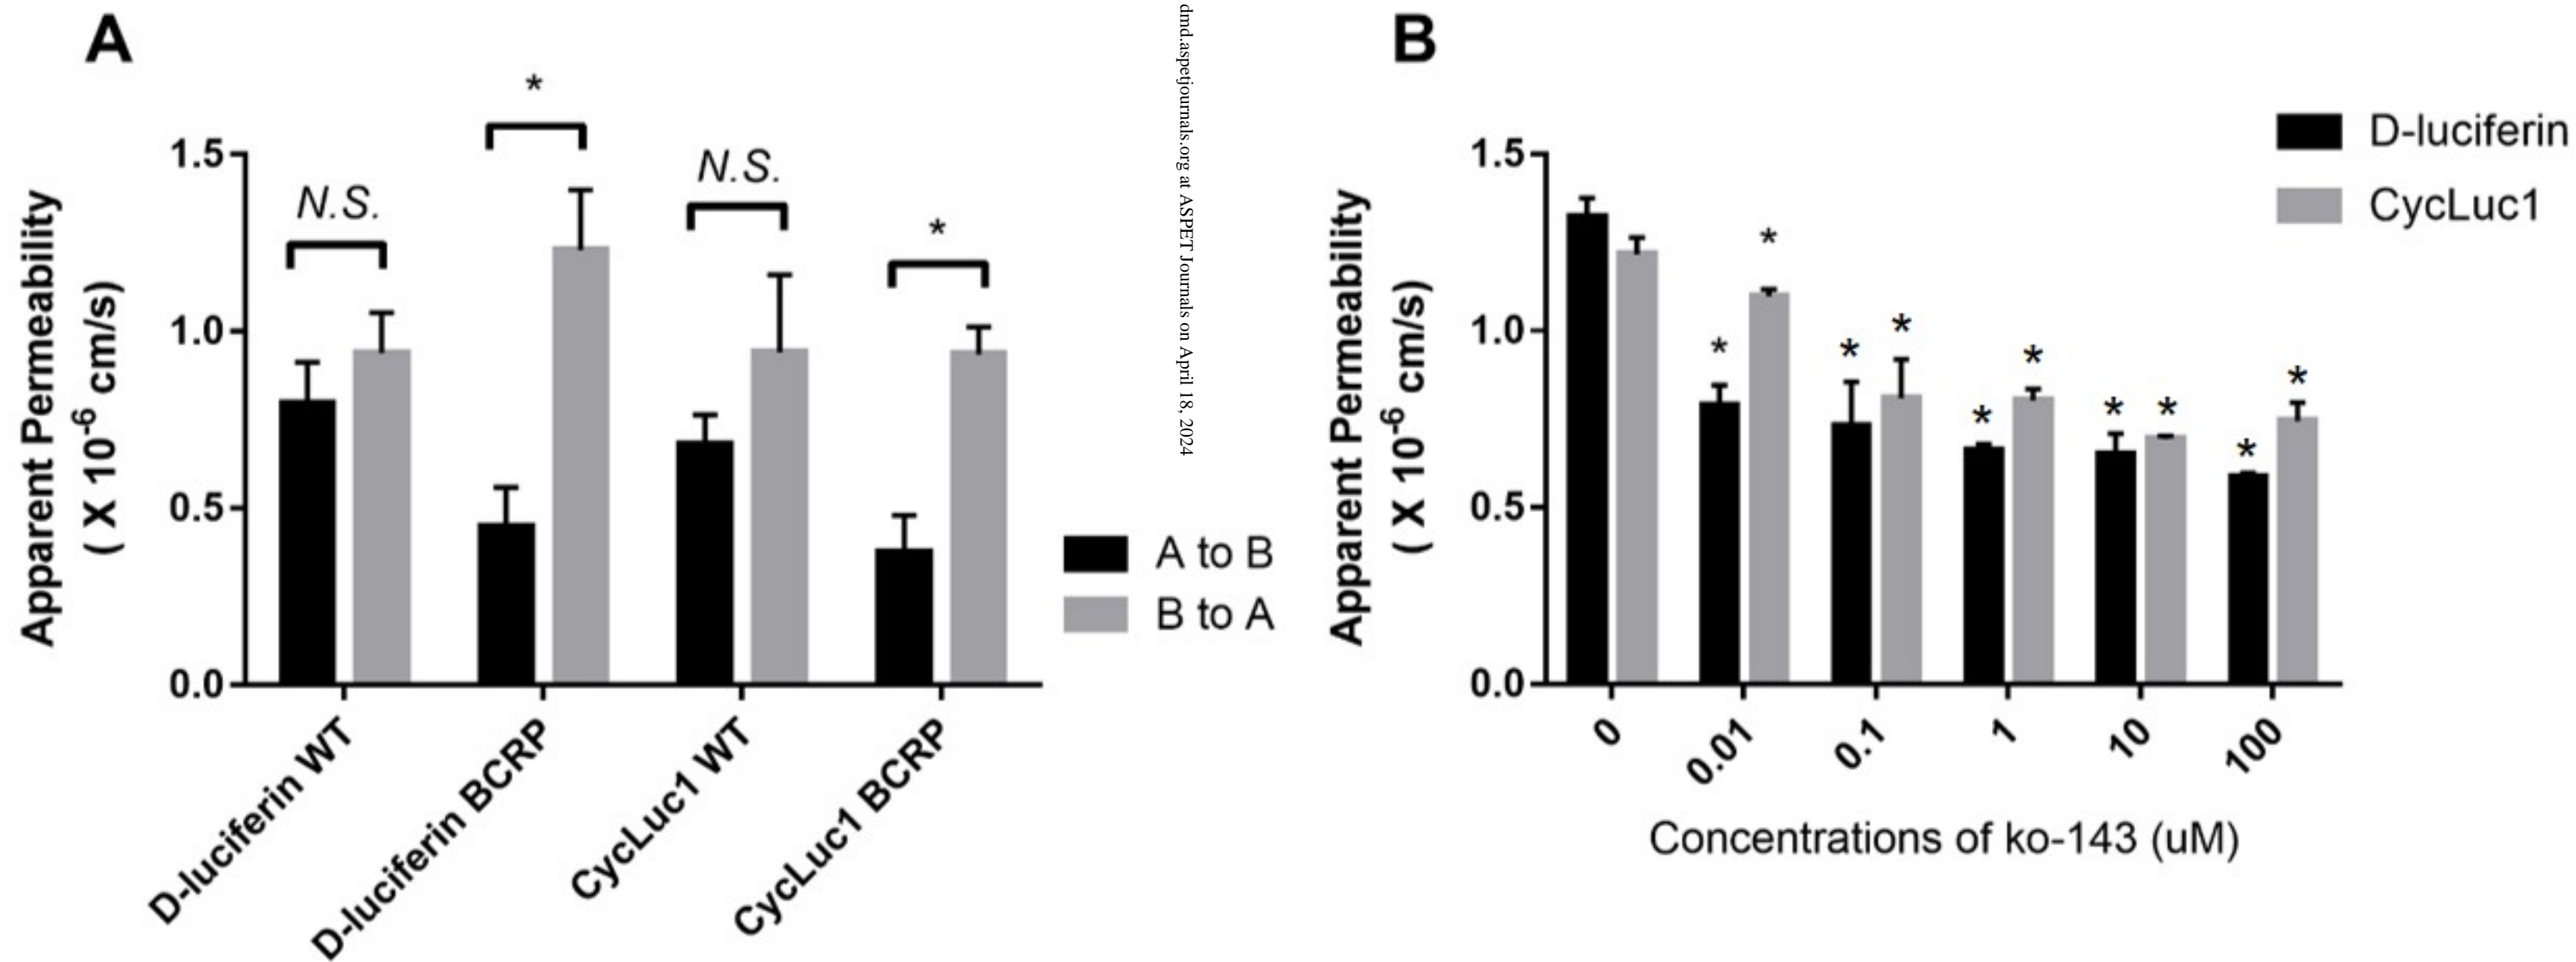 A
*
N.S.
N.S.
*
1.5
1.0
0.5
0.0
Apparent Permeability
( X 10-6 cm/s)
A to B
B to A
D-luciferin WT
D-luciferin BCRP
CycLuc1 WT
CycLuc1 BCRP
dmd.aspetjournals.org at ASPET Journals on April 18, 2024
B
D-luciferin
CycLuc1
1.5
1.0
0.5
0.0
Apparent Permeability
( X 10-6 cm/s)
* * * * * * * * * *
0 0.01 0.1 1 10 100
Concentrations of ko-143 (uM)